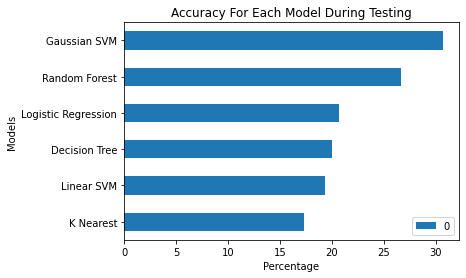 Accuracy For Each Model During Testing
Gaussian SVM
Random Forest
Logistic Regression
Decision Tree
Linear SVM
K Nearest
Models
0 5 10 15 20 25 30
Percentage
0